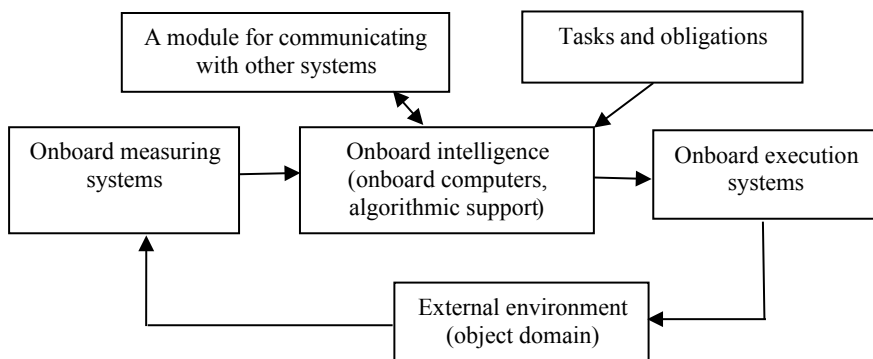 A module for communicating
with other systems
Tasks and obligations
Onboard measuring
systems
Onboard intelligence
(onboard computers,
algorithmic support)
Onboard execution
systems
External environment
(object domain)